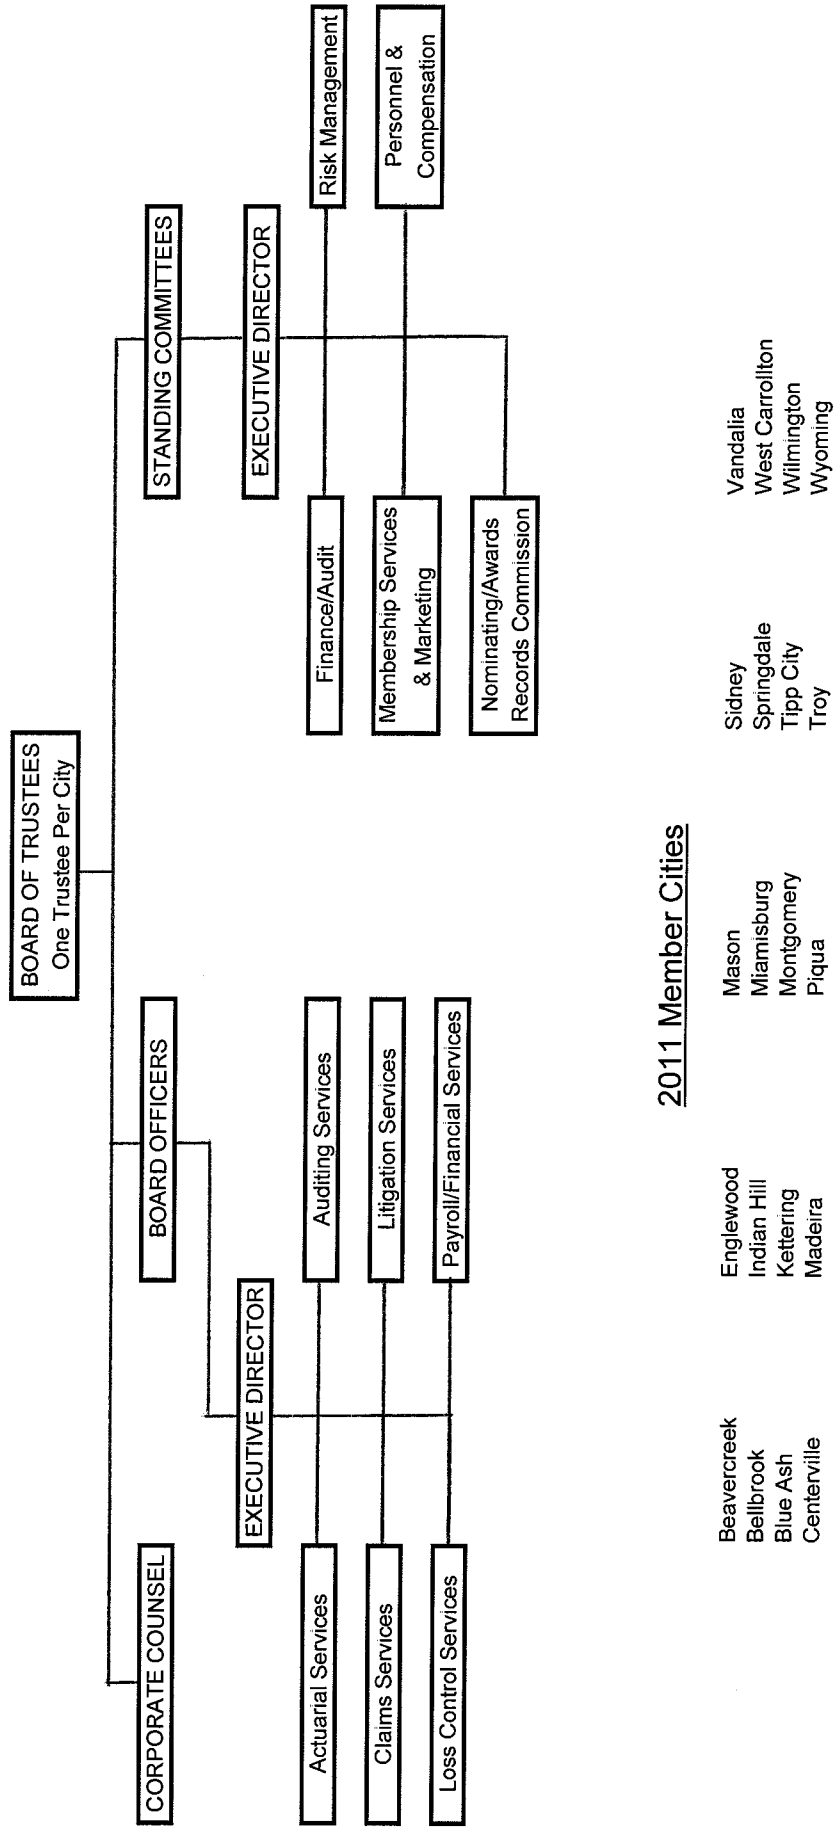 BOARD OF TRUSTEES
One Trustee Per City
CORPORATE COUNSEL
BOARD OFFICERS
STANDING COMMITTEES
EXECUTIVE DIRECTOR
EXECUTIVE DIRECTOR
Actuarial Services
Auditing Services
Finance/Audit
Risk Management
Claims Services
Litigation Services
Membership Services
& Marketing
Personnel &
Compensation
Loss Control Services
Payroll/Financial Services
Nominating/Awards
Records Commission
2011 Member Cities
Beavercreek
Bellbrook
Blue Ash
Centerville
Englewood
Indian Hill
Kettering
Madeira
Mason
Miamisburg
Montgomery
Piqua
Sidney
Springdale
Tipp City
Troy
Vandalia
West Carrollton
Wilmington
Wyoming